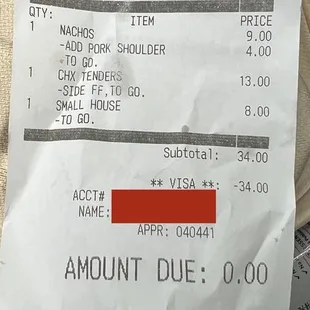 QTY: ITEM PRICE
1 NACHOS 9.00
-ADD PORK SHOULDER 4.00
-TO GO.
1 CHX TENDERS 13.00
-SIDE FF,TO GO.
1 SMALL HOUSE 8.00
-TO GO.
Subtotal: 34.00
** VISA **: -34.00
ACCT#
NAME:
APPR: 040441
AMOUNT DUE: 0.00